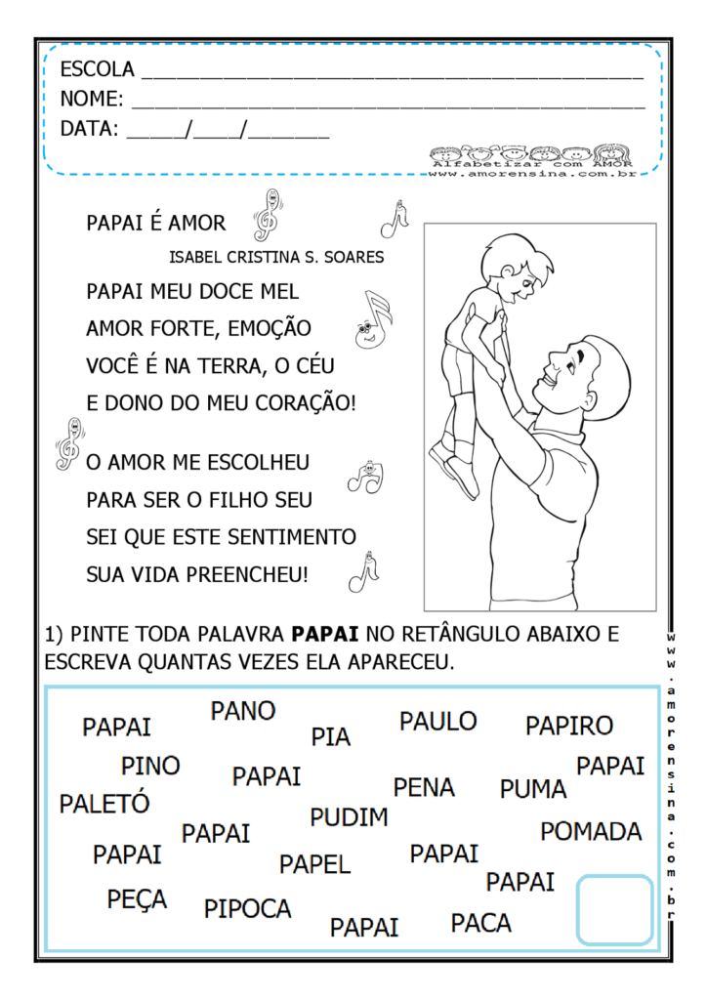 ESCOLA ______________________________________
NOME: _______________________________________
DATA: _____/____/_______
Alfabetizar com AMOR
www.amorensina.com.br
PAPAI É AMOR
ISABEL CRISTINA S. SOARES
PAPAI MEU DOCE MEL
AMOR FORTE, EMOÇÃO
VOCÊ É NA TERRA, O CÉU
E DONO DO MEU CORAÇÃO!
O AMOR ME ESCOLHEU
PARA SER O FILHO SEU
SEI QUE ESTE SENTIMENTO
SUA VIDA PREENCHEU!
1) PINTE TODA PALAVRA PAPAI NO RETÂNGULO ABAIXO E
ESCREVA QUANTAS VEZES ELA APARECEU.
PAPAI PANO PIA PAULO PAPIRO
PINO PAPAI PENA PUMA PAPAI
PALETÓ PAPAI PUDIM POMADA
PAPAI PAPEL PAPAI PAPAI
PEÇA PIPOCA PAPAI PACA
www.amorensina.com.br